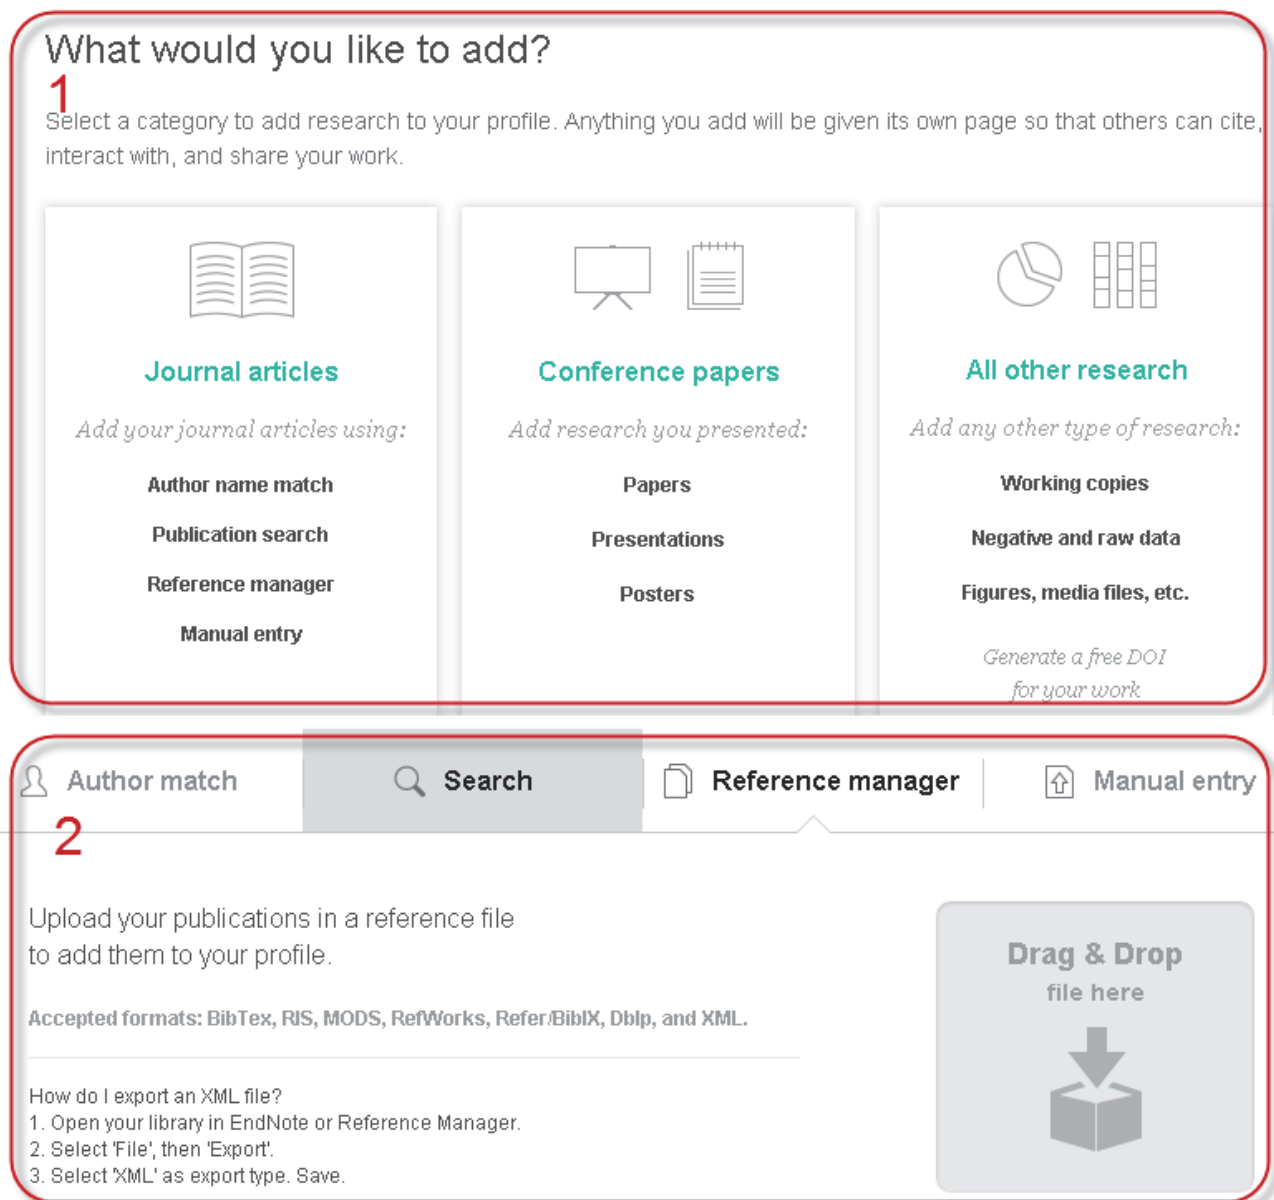 What would you like to add?
1
Select a category to add research to your profile. Anything you add will be given its own page so that others can cite,
interact with, and share your work.
Journal articles
Add your journal articles using:
Author name match
Publication search
Reference manager
Manual entry
Conference papers
Add research you presented:
Papers
Presentations
Posters
All other research
Add any other type of research:
Working copies
Negative and raw data
Figures, media files, etc.
Generate a free DOI
for your work
Author match
Search
Reference manager
Manual entry
2
Upload your publications in a reference file
to add them to your profile.
Accepted formats: BibTex, RIS, MODS, RefWorks, Refer/BibIX, Dblp, and XML.
How do I export an XML file?
1. Open your library in EndNote or Reference Manager.
2. Select 'File', then 'Export'.
3. Select 'XML' as export type. Save.
Drag & Drop
file here